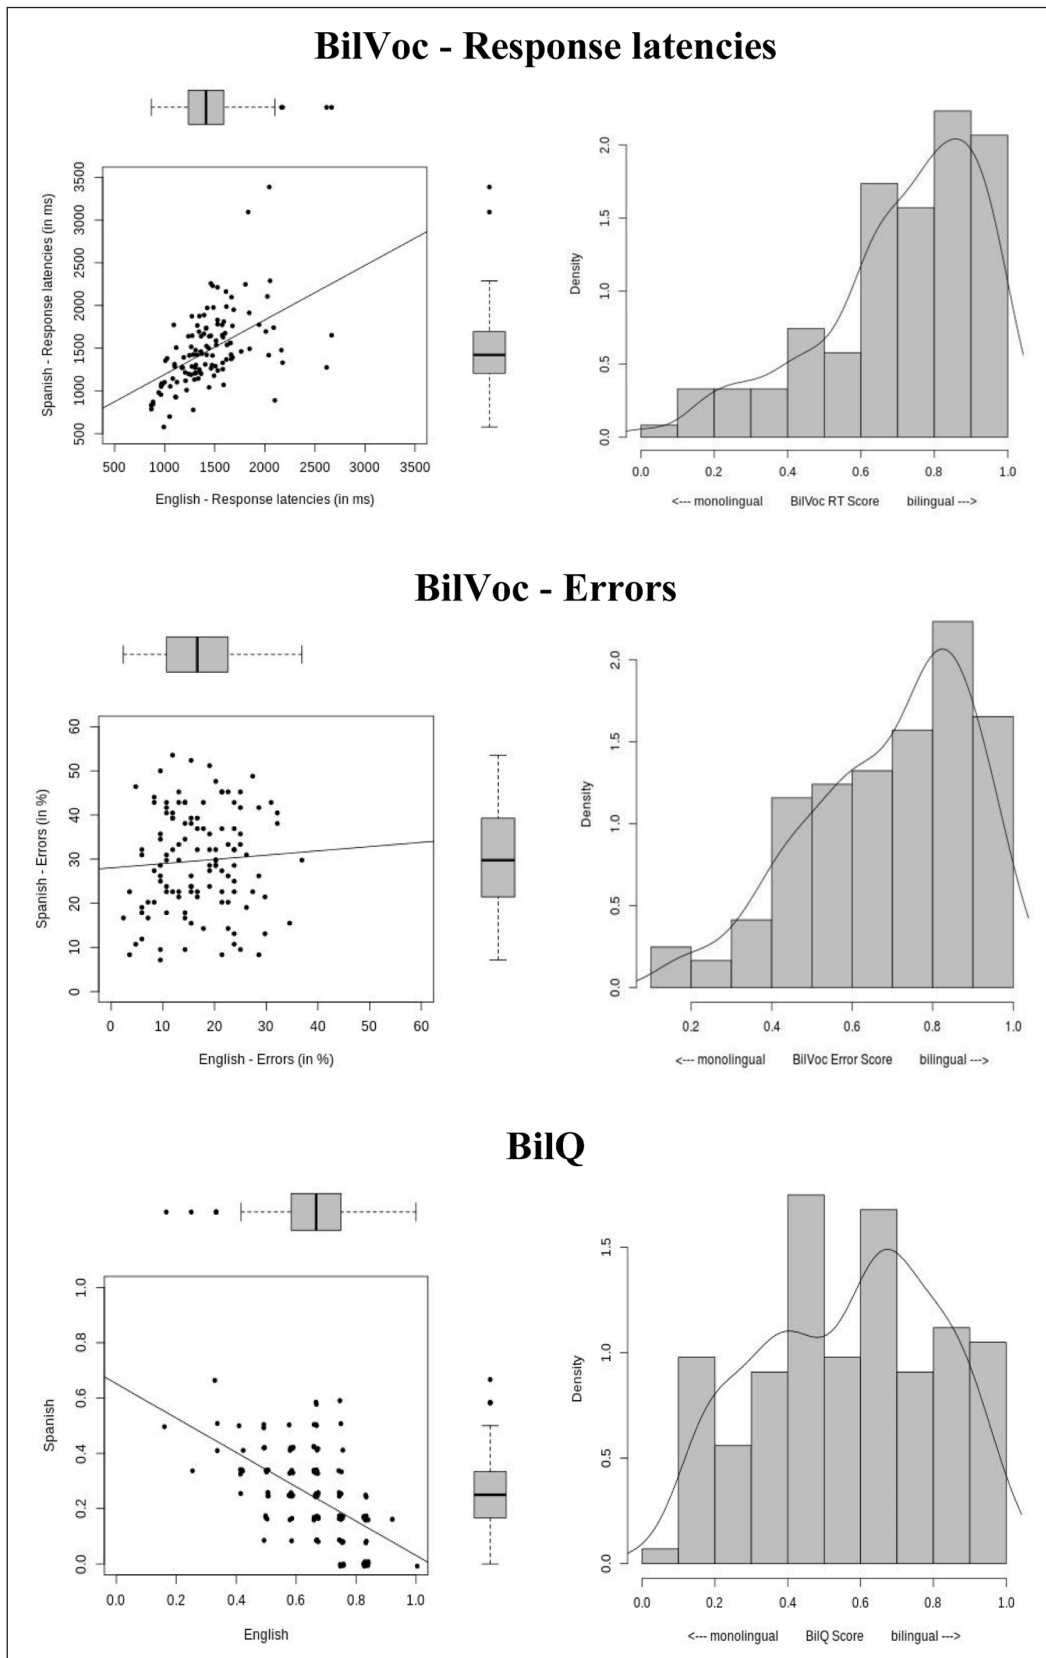 BilVoc - Response latencies
Spanish - Response latencies (in ms)
3500
3000
2500
2000
1500
1000
500
500 1000 1500 2000 2500 3000 3500
English - Response latencies (in ms)
Density
2.0
1.5
1.0
0.5
0.0
0.0 0.2 0.4 0.6 0.8 1.0
<--- monolingual BilVoc RT Score bilingual --->
BilVoc - Errors
Spanish - Errors (in %)
60
50
40
30
20
10
0
0 10 20 30 40 50 60
English - Errors (in %)
Density
2.0
1.5
1.0
0.5
0.0
0.2 0.4 0.6 0.8 1.0
<--- monolingual BilVoc Error Score bilingual --->
BilQ
Spanish
1.0
0.8
0.6
0.4
0.2
0.0
0.0 0.2 0.4 0.6 0.8 1.0
English
Density
1.5
1.0
0.5
0.0
0.0 0.2 0.4 0.6 0.8 1.0
<--- monolingual BilQ Score bilingual --->